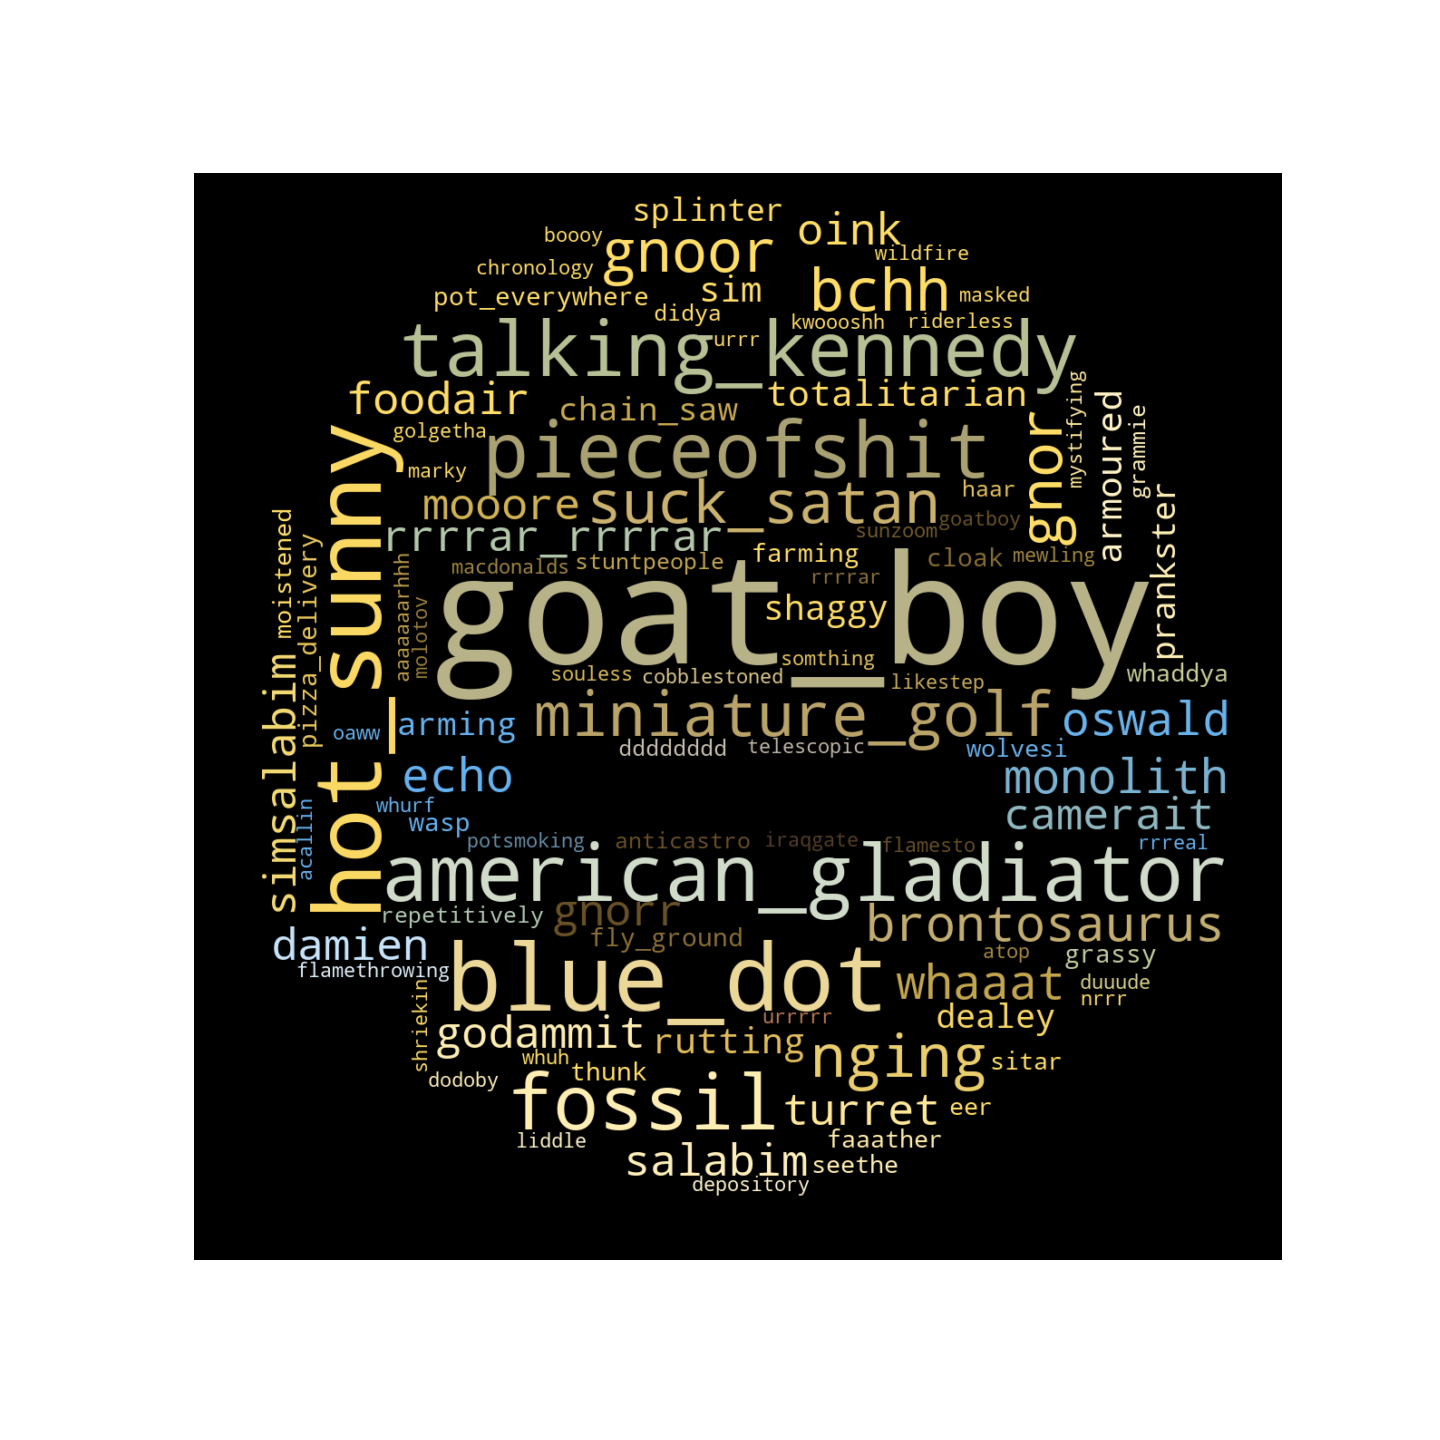 splinter
boooy
gnoor
oink
wildfire
chronology
sim
bchh
masked
pot_everywhere
didya
kwoooshh
riderless
talking_kennedy
urrr
foodair
chain_saw
totalitarian
mystifying
armoured
grammie
golgetha
pieceofshit
gnor
marky
mooore
suck_satan
haar
prankster
hot_sunny
moistened
rrrrar_rrrrar
sunzoom
goatboy
pizza_delivery
aaaaaarhhh
macdonalds
stuntpeople
farming
cloak
mewling
molotov
goat_boy
rrrrar
shaggy
simsalabim
somthing
souless
cobblestoned
likestep
whaddya
oaww
arming
miniature_golf
oswald
dddddddd
telescopic
wolvesi
echo
monolith
acallin
whurf
wasp
camerait
potsmoking
anticastro
iraqgate
flamesto
rrreal
american_gladiator
repetitively
gnorr
brontosaurus
damien
fly_ground
atop
grassy
flamethrowing
blue_dot
whaaat
duuude
nrrr
shriekin
urrrrr
dealey
godammit
rutting
nging
whuh
thunk
sitar
dodoby
fossil
turret
eer
liddle
faaather
salabim
seethe
depository